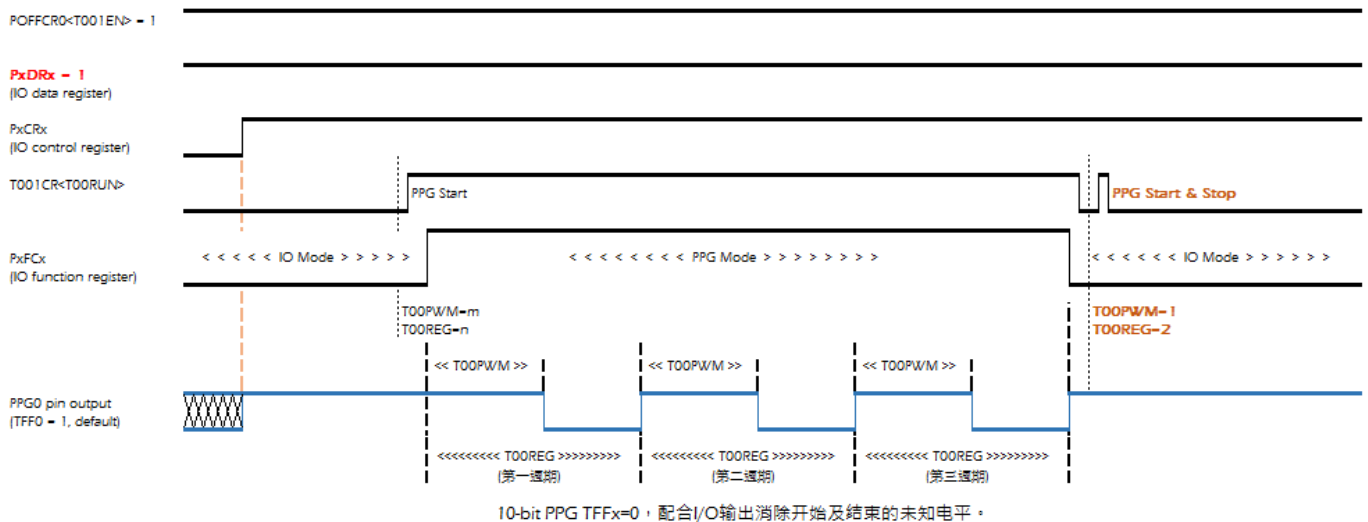 POFFCR0<T001EN> = 1
PxDRx = 1
(IO data register)
PxCRx
(IO control register)
T001CR<T00RUN>
PPG Start
PPG Start & Stop
PxFCx
(IO function register)
< < < < < IO Mode > > > > >
< < < < < < < < PPG Mode > > > > > > > >
< < < < < < IO Mode > > > > > >
T00PWM=m
T00REG=n
T00PWM=1
T00REG=2
<< T00PWM >>
<< T00PWM >>
<< T00PWM >>
PPG0 pin output
(TFF0 = 1, default)
<<<<<<<<< T00REG >>>>>>>>>
(第一週期)
<<<<<<<<< T00REG >>>>>>>>>
(第二週期)
<<<<<<<<< T00REG >>>>>>>>>
(第三週期)
10-bit PPG TFFx=0，配合I/O输出消除开始及结束的未知电平。